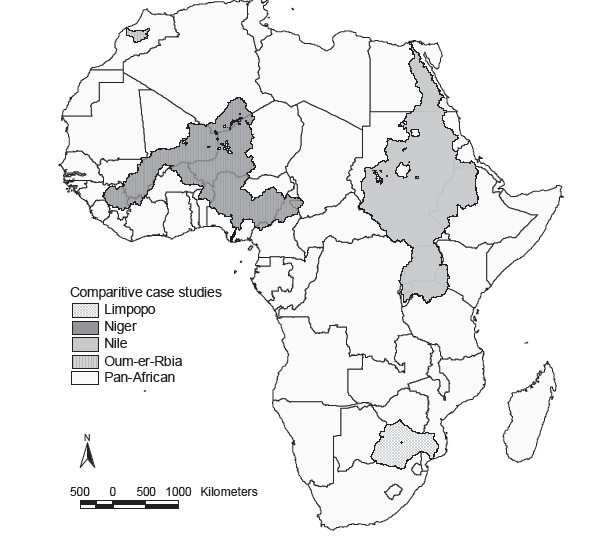 Comparitive case studies
Limpopo
Niger
Nile
Oum-er-Rbia
Pan-African
N
500 0 500 1000 Kilometers